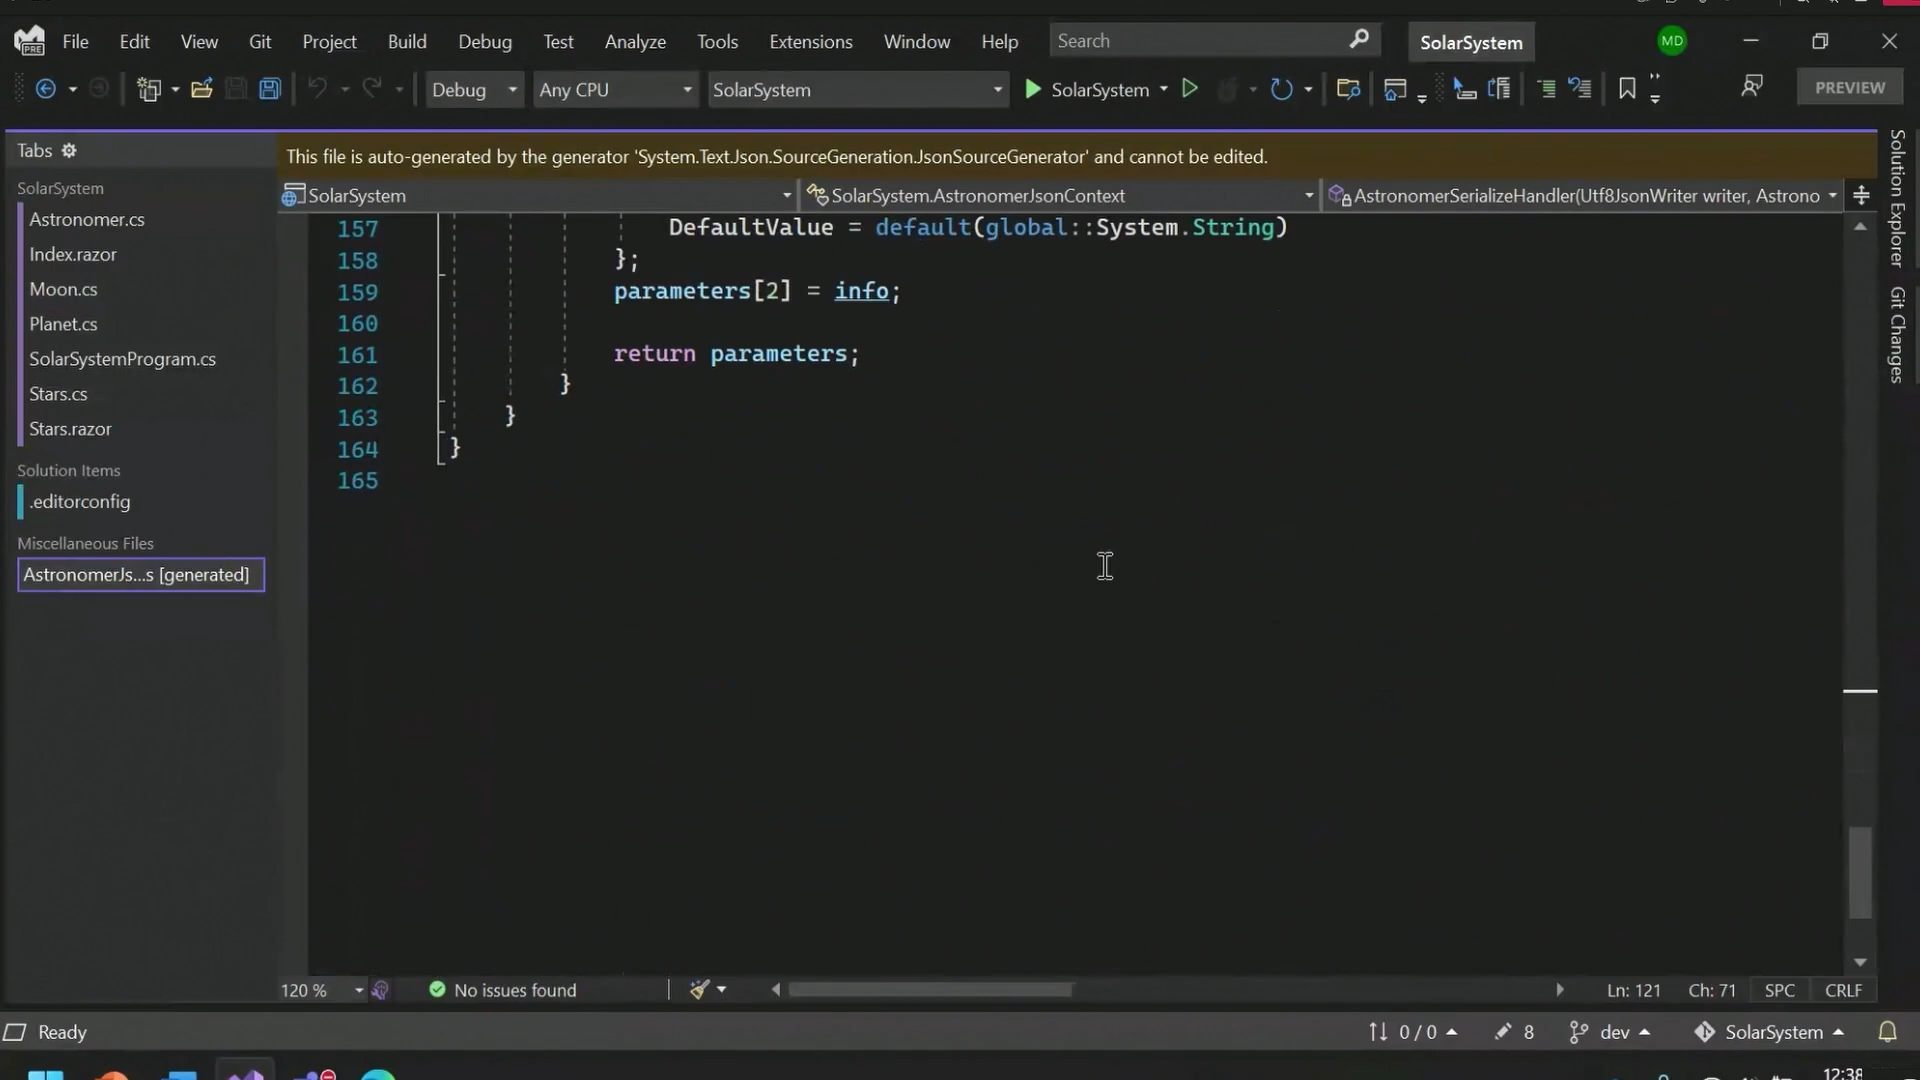 PRE File Edit View Git Project Build Debug Test Analyze Tools Extensions Window Help Search SolarSystem MD
Debug Any CPU SolarSystem SolarSystem PREVIEW
Tabs
This file is auto-generated by the generator 'System.Text.Json.SourceGeneration.JsonSourceGenerator' and cannot be edited.
SolarSystem SolarSystem.AstronomerJsonContext AstronomerSerializeHandler(Utf8JsonWriter writer, Astrono
SolarSystem
Astronomer.cs
Index.razor
Moon.cs
Planet.cs
SolarSystemProgram.cs
Stars.cs
Stars.razor
Solution Items
.editorconfig
Miscellaneous Files
AstronomerJs...s [generated]
157 DefaultValue = default(global::System.String)
158 };
159 parameters[2] = info;
160
161 return parameters;
162 }
163 }
164 }
165
Solution Explorer
Git Changes
120 % No issues found Ln: 121 Ch: 71 SPC CRLF
Ready 0 / 0 8 dev SolarSystem
12:38